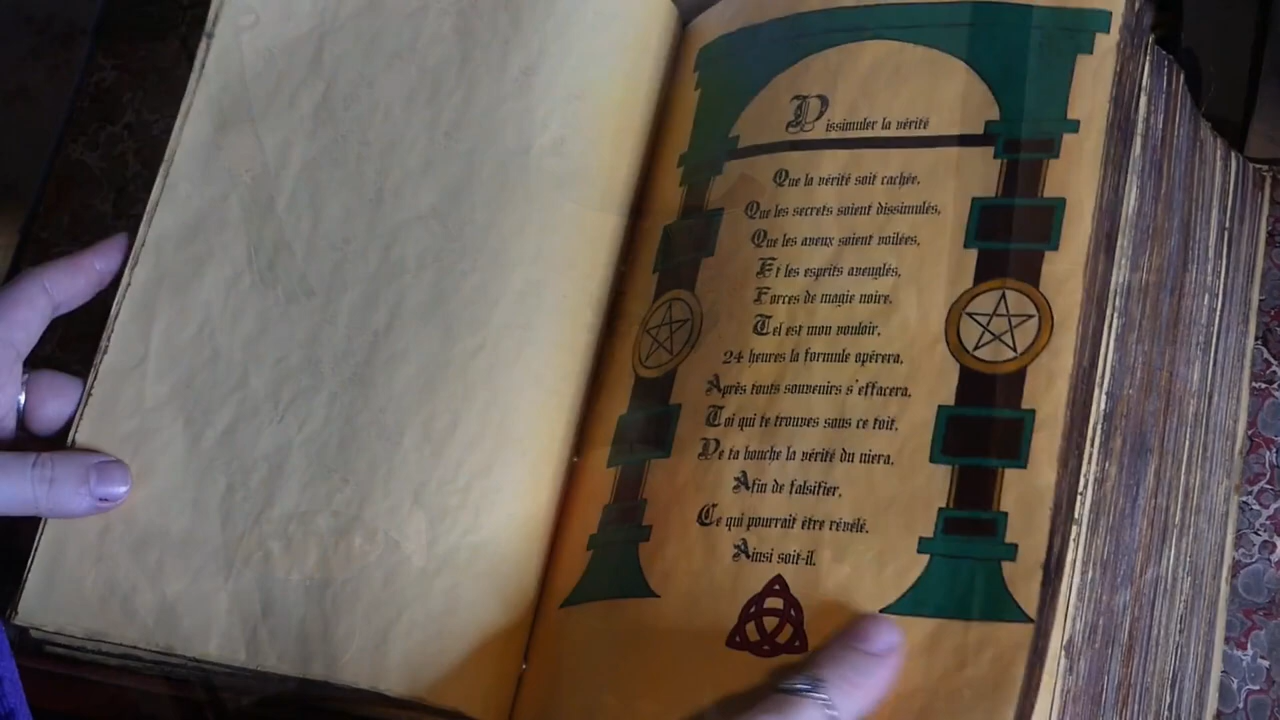 Dissimuler la vérité
Que la vérité soit cachée,
Que les secrets soient dissimulés,
Que les aveux soient voilées,
Et les esprits aveuglés,
Forces de magie noire,
Tel est mon vouloir,
24 heures la formule opérera,
Après touts souvenirs s'effacera,
Toi qui te trouves sous ce toit,
De ta bouche la vérité du niera,
Afin de falsifier,
Ce qui pourrait être révélé.
Ainsi soit-il.